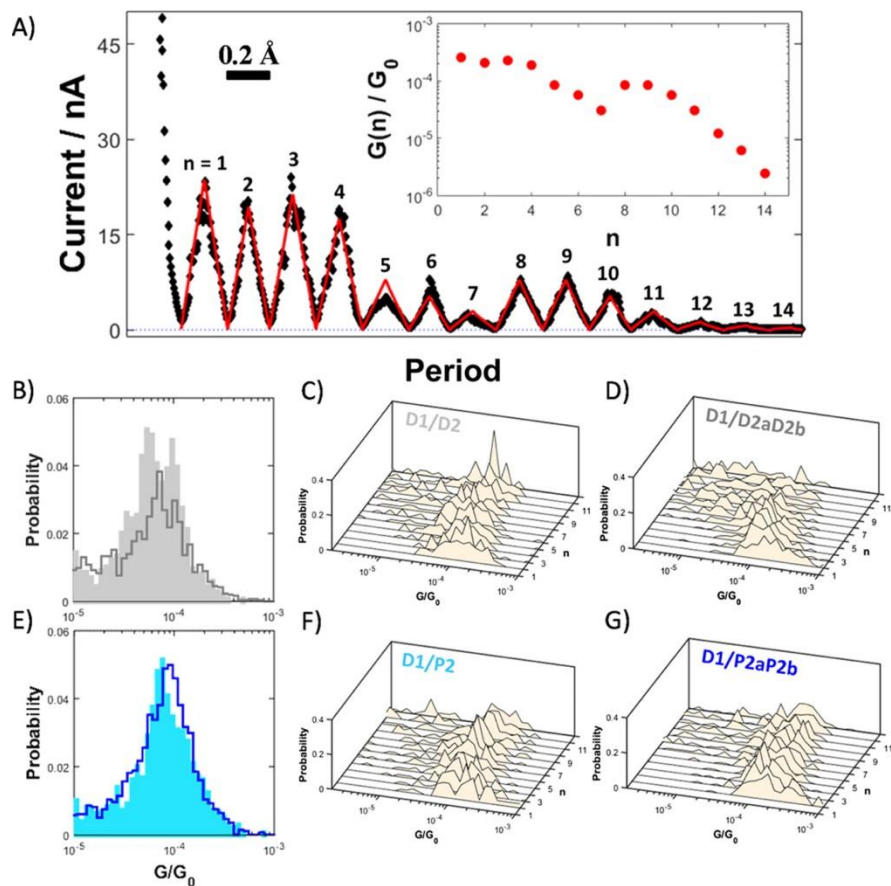 A)
Current / nA
45
30
15
0
0.2 Å
n = 1
2
3
4
5
6
7
8
9
10
11
12
13
14
Period
G(n) / G0
10-3
10-4
10-5
10-6
0 2 4 6 8 10 12 14
n
B)
Probability
0.06
0.04
0.02
0
10-5 10-4 10-3
C)
D1/D2
Probability
0.4
0.2
0
10-5 10-4 10-3
G/G0
1 3 5 7 9 11
n
D)
D1/D2aD2b
Probability
0.4
0.2
0
10-5 10-4 10-3
G/G0
1 3 5 7 9 11
n
E)
Probability
0.06
0.04
0.02
0
10-5 10-4 10-3
G/G0
F)
D1/P2
Probability
0.4
0.2
0
10-5 10-4 10-3
G/G0
1 3 5 7 9 11
n
G)
D1/P2aP2b
Probability
0.4
0.2
0
10-5 10-4 10-3
G/G0
1 3 5 7 9 11
n